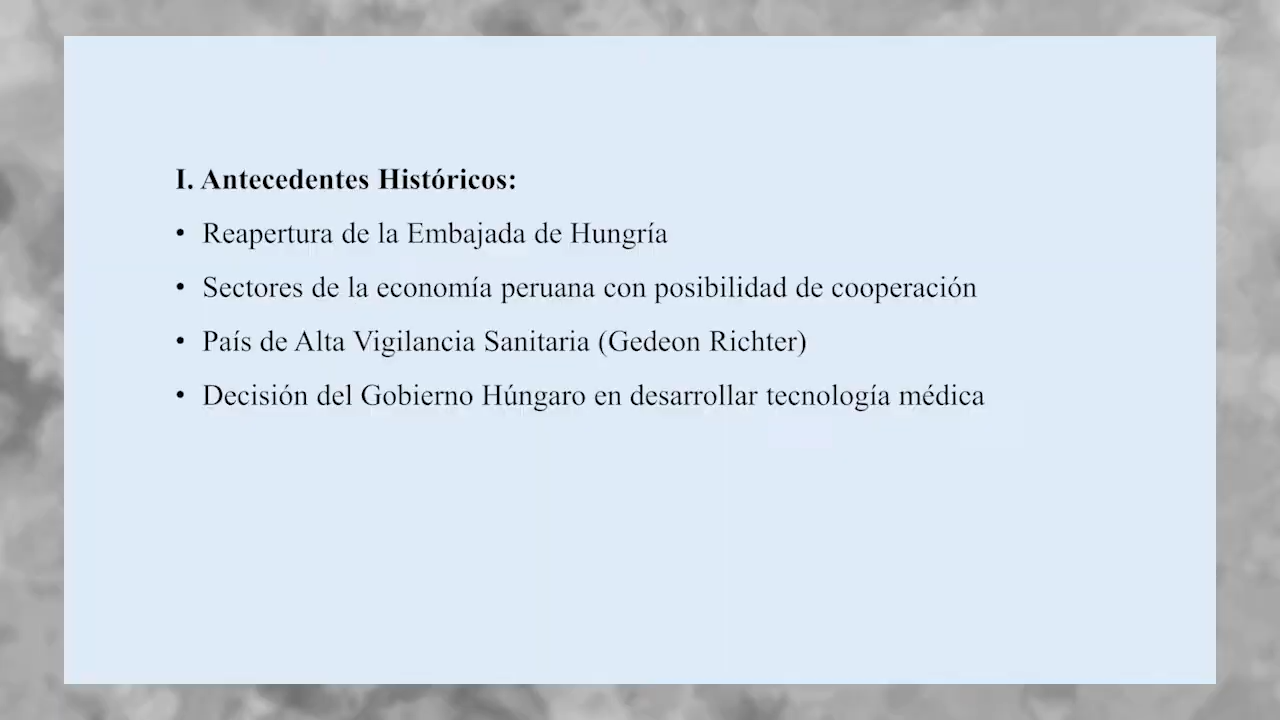 I. Antecedentes Históricos:
• Reapertura de la Embajada de Hungría
• Sectores de la economía peruana con posibilidad de cooperación
• País de Alta Vigilancia Sanitaria (Gedeon Richter)
• Decisión del Gobierno Húngaro en desarrollar tecnología médica